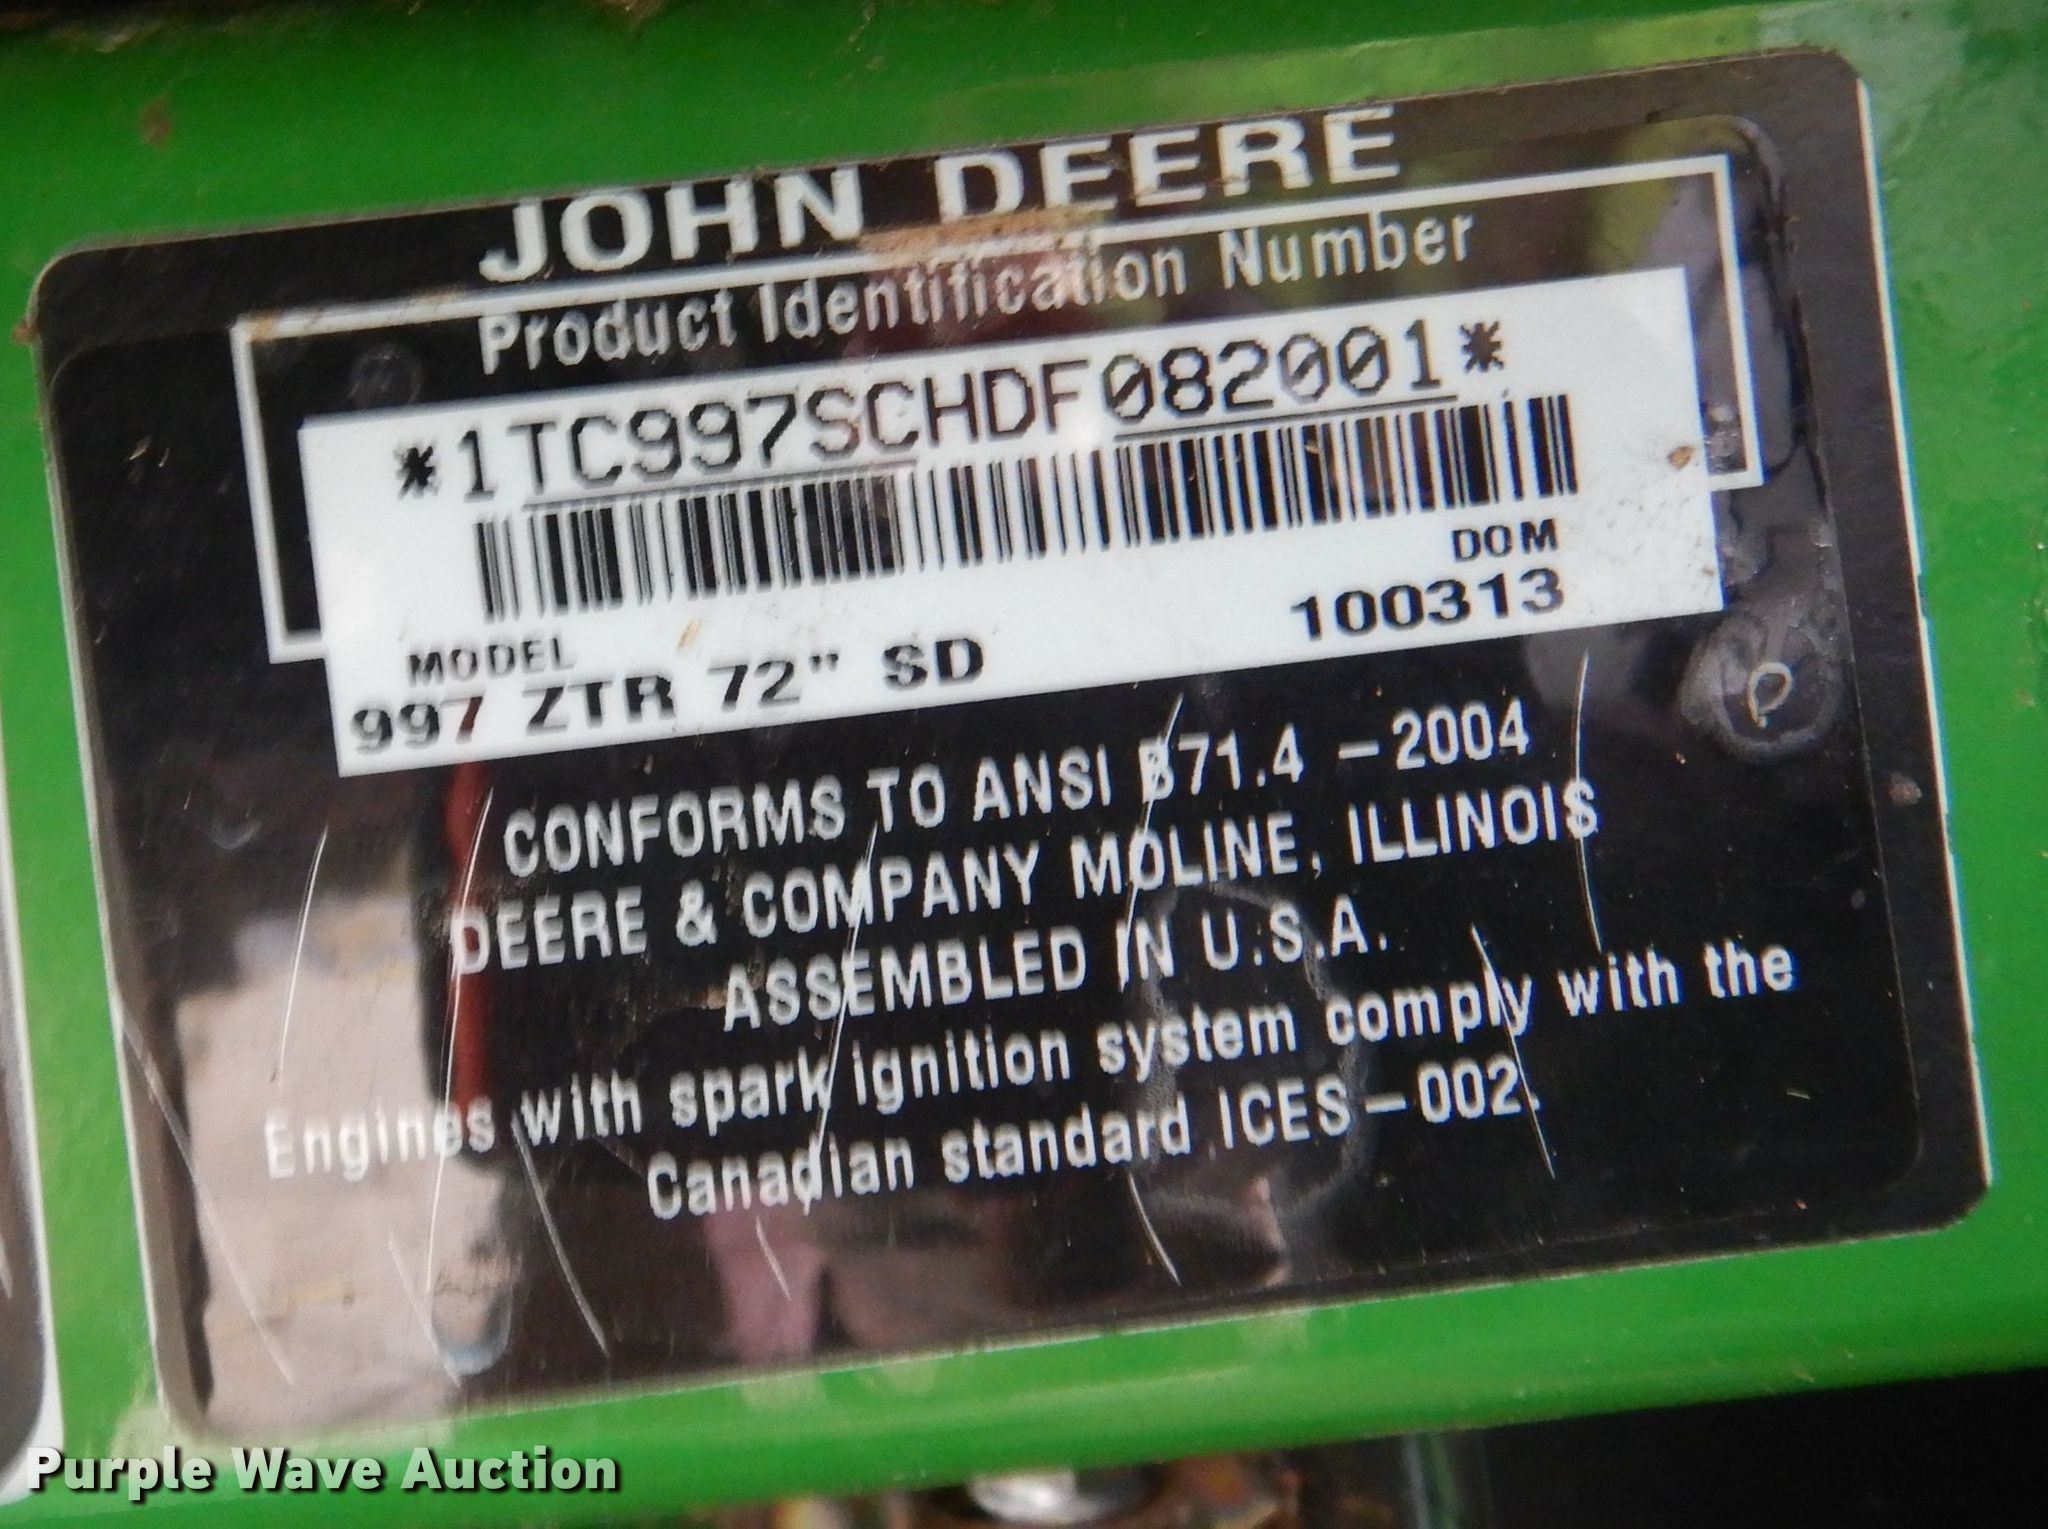 JOHN DEERE
Product Identification Number
*1TC997SCHDF082001*
DOM
100313
MODEL
997 ZTR 72" SD
CONFORMS TO ANSI B71.4 - 2004
DEERE & COMPANY MOLINE, ILLINOIS
ASSEMBLED IN U.S.A.
Engines with spark ignition system comply with the
Canadian standard ICES-002.
Purple Wave Auction